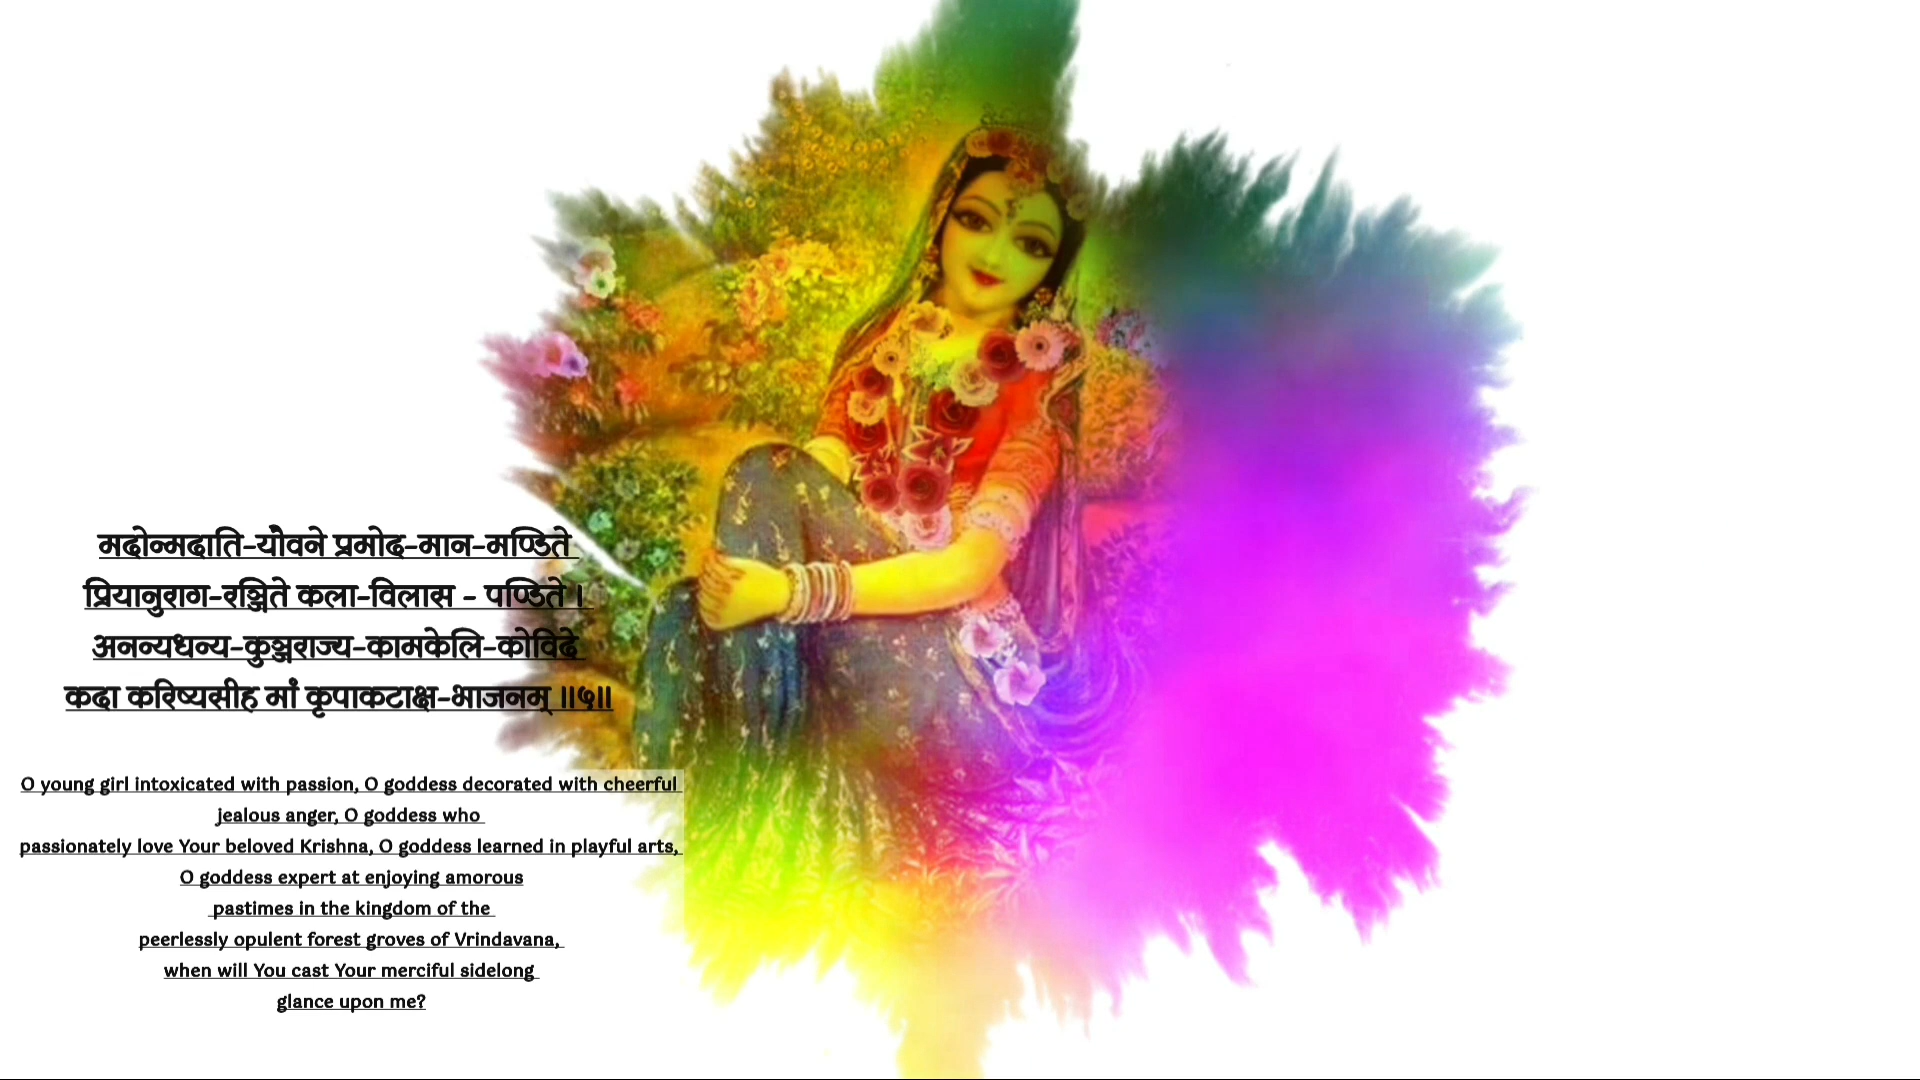 मदोन्मदाति-यौवने प्रमोद-मान-मण्डिते
प्रियानुराग-रञ्जिते कला-विलास - पण्डिते ।
अनन्यधन्य-कुञ्जराज्य-कामकेलि-कोविदे
कदा करिष्यसीह मां कृपाकटाक्ष-भाजनम् ॥५॥
O young girl intoxicated with passion, O goddess decorated with cheerful
jealous anger, O goddess who
passionately love Your beloved Krishna, O goddess learned in playful arts,
O goddess expert at enjoying amorous
pastimes in the kingdom of the
peerlessly opulent forest groves of Vrindavana,
when will You cast Your merciful sidelong
glance upon me?